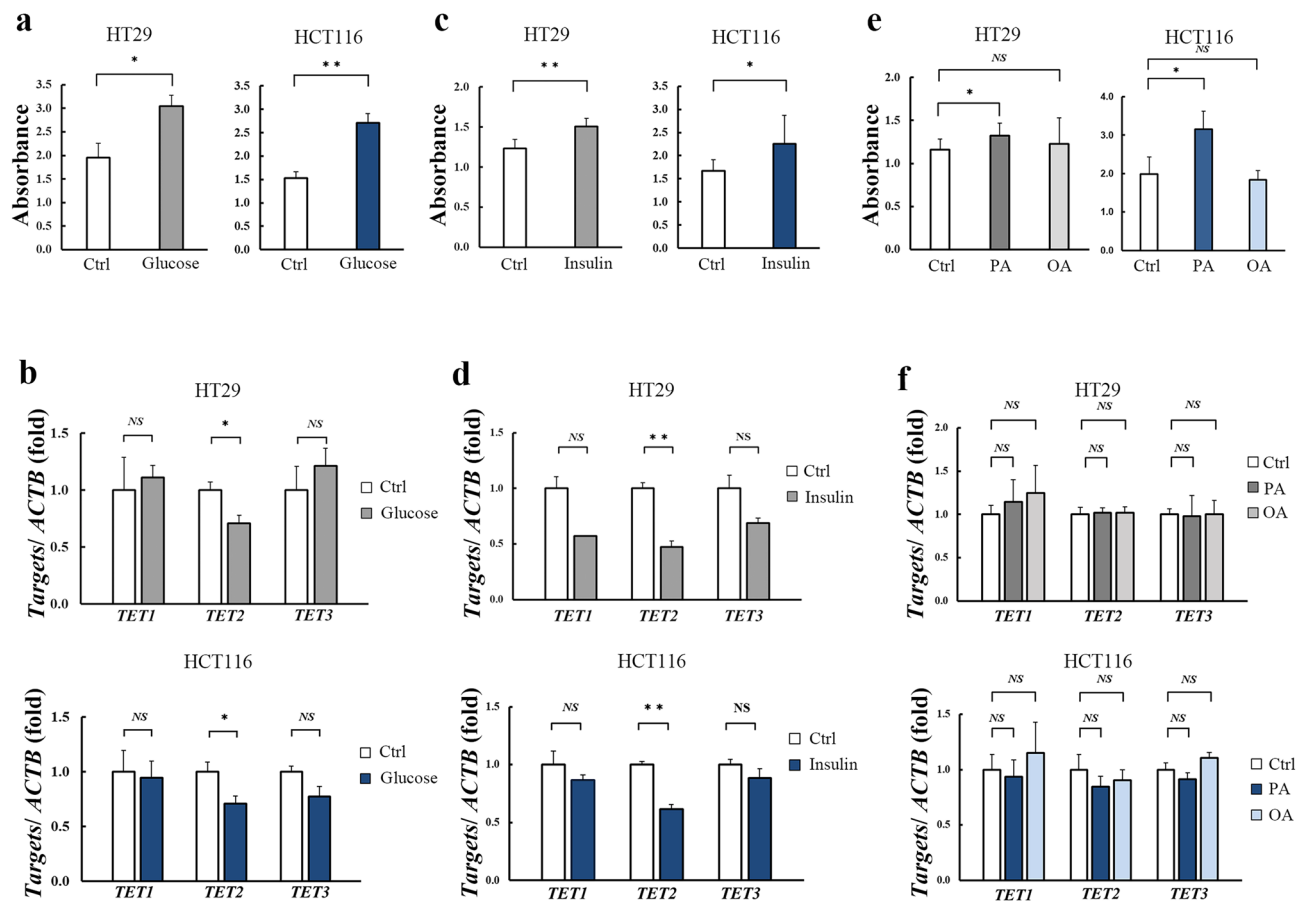 a
HT29
HCT116
*
* *
Absorbance
3.5
3.0
2.5
2.0
1.5
1.0
0.5
0.0
Ctrl
Glucose
3.5
3.0
2.5
2.0
1.5
1.0
0.5
0.0
Ctrl
Glucose
c
HT29
HCT116
* *
*
Absorbance
2.0
1.5
1.0
0.5
0.0
Ctrl
Insulin
3.5
3.0
2.5
2.0
1.5
1.0
0.5
0.0
Ctrl
Insulin
e
HT29
HCT116
NS
*
NS
*
Absorbance
2.0
1.5
1.0
0.5
0.0
Ctrl
PA
OA
4.0
3.0
2.0
1.0
0.0
Ctrl
PA
OA
b
HT29
Targets/ ACTB (fold)
1.5
1.0
0.5
0.0
NS
*
NS
TET1
TET2
TET3
Ctrl
Glucose
HCT116
Targets/ ACTB (fold)
1.5
1.0
0.5
0.0
NS
*
NS
TET1
TET2
TET3
Ctrl
Glucose
d
HT29
Targets/ ACTB (fold)
1.5
1.0
0.5
0.0
NS
* *
NS
TET1
TET2
TET3
Ctrl
Insulin
HCT116
Targets/ ACTB (fold)
1.5
1.0
0.5
0.0
NS
* *
NS
TET1
TET2
TET3
Ctrl
Insulin
f
HT29
Targets/ ACTB (fold)
2.0
1.5
1.0
0.5
0.0
NS
NS
NS
NS
NS
NS
TET1
TET2
TET3
Ctrl
PA
OA
HCT116
Targets/ ACTB (fold)
1.5
1.0
0.5
0.0
NS
NS
NS
NS
NS
NS
TET1
TET2
TET3
Ctrl
PA
OA